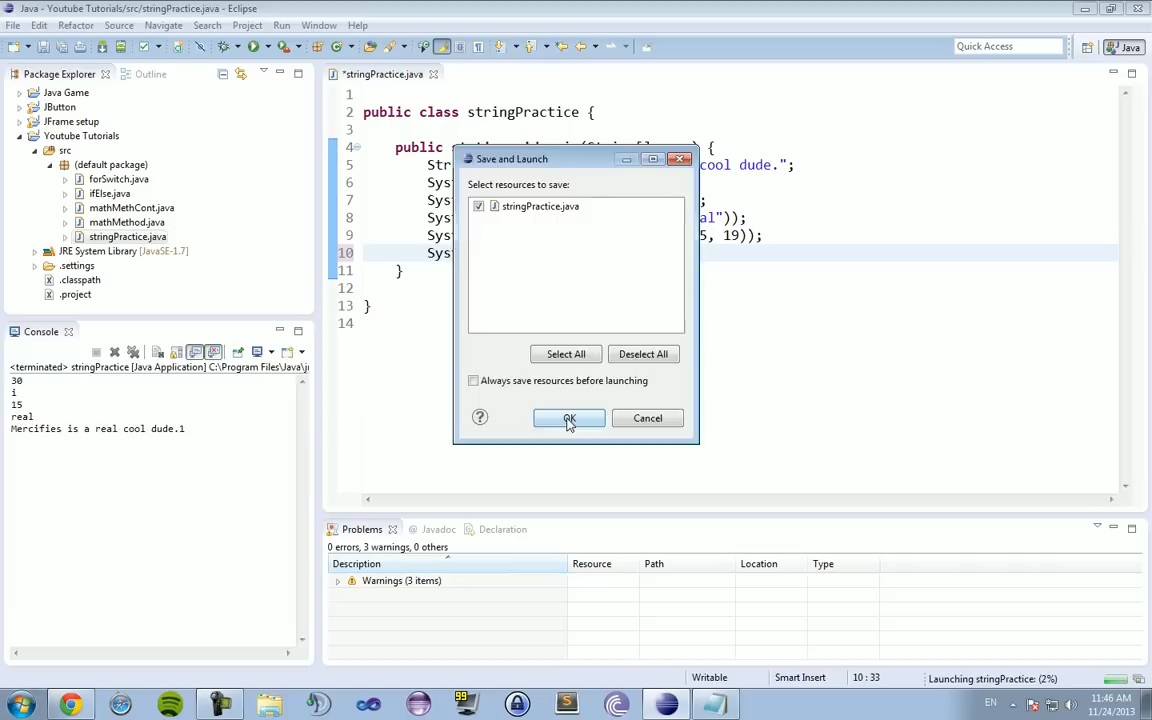 Java - Youtube Tutorials/src/stringPractice.java - Eclipse
File Edit Refactor Source Navigate Search Project Run Window Help
Quick Access
Java
Package Explorer
Outline
Java Game
JButton
JFrame setup
Youtube Tutorials
src
(default package)
forSwitch.java
ifElse.java
mathMethCont.java
mathMethod.java
stringPractice.java
JRE System Library [JavaSE-1.7]
.settings
.classpath
.project
*stringPractice.java
1
2 public class stringPractice {
3
4 public
) {
5 Str cool dude.";
6 Sys
7 Sys ;
8 Sys al"));
9 Sys 5, 19));
10 Sys
11 }
12
13 }
14
Save and Launch
Select resources to save:
stringPractice.java
Select All Deselect All
Always save resources before launching
? OK Cancel
Console
<terminated> stringPractice [Java Application] C:\Program Files\Java\jr
30
i
15
real
Mercifies is a real cool dude.1
Problems @ Javadoc Declaration
0 errors, 3 warnings, 0 others
Description Resource Path Location Type
Warnings (3 items)
Writable Smart Insert 10 : 33 Launching stringPractice: (2%)
99
S
EN
11:46 AM
11/24/2013